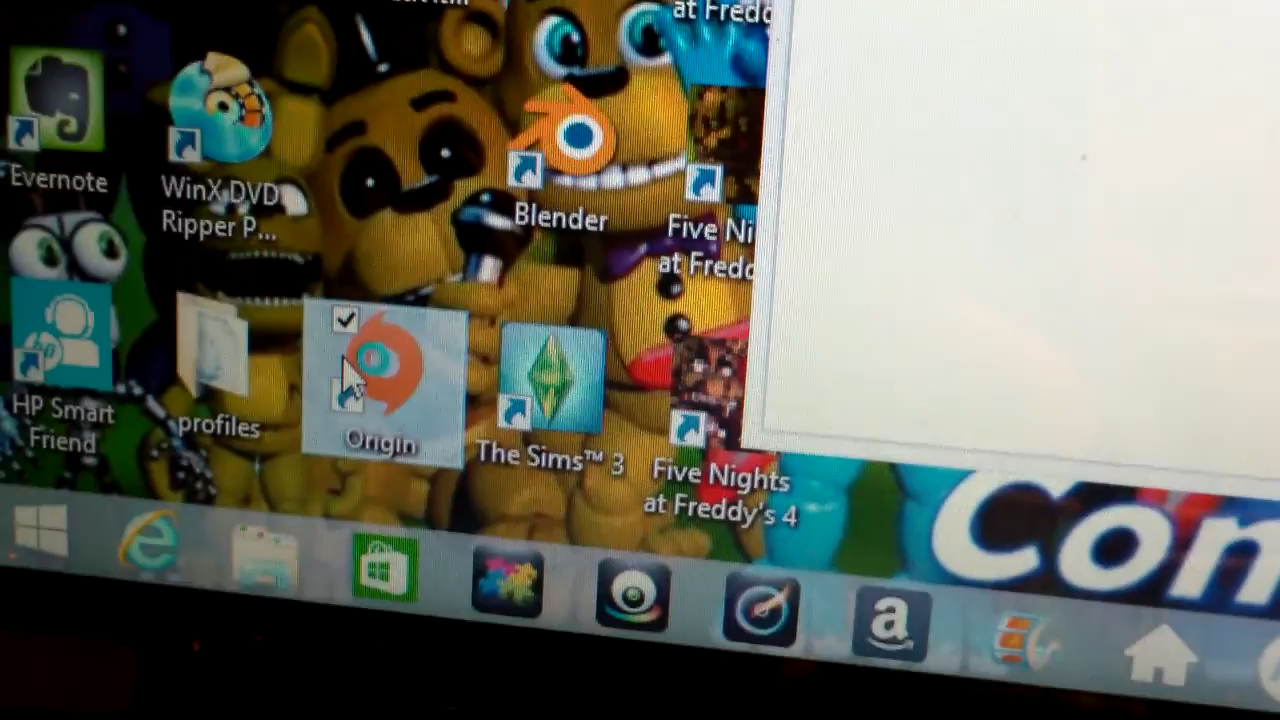 at Fredd
Evernote
WinX DVD
Ripper P...
Blender
Five Ni
at Fredd
HP Smart
Friend
profiles
Origin
The Sims™ 3
Five Nights
at Freddy's 4
Con
a